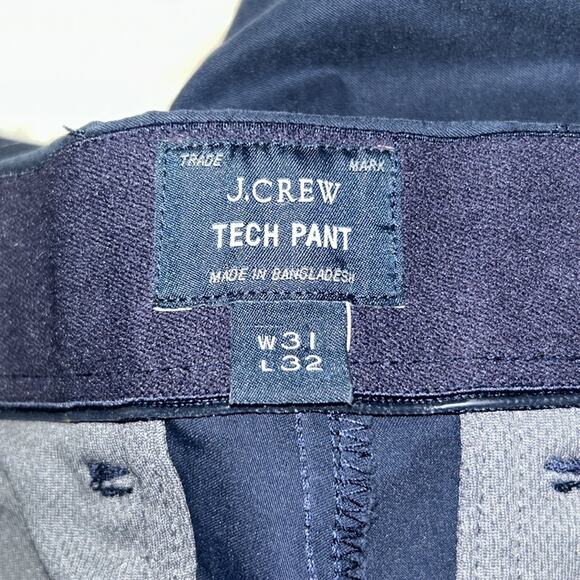 TRADE MARK
J.CREW
TECH PANT
MADE IN BANGLADESH
W31
L32